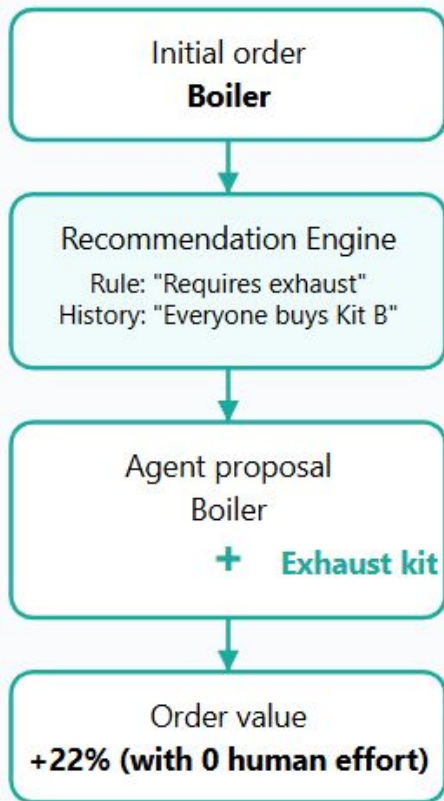 Initial order
Boiler
Recommendation Engine
Rule: "Requires exhaust"
History: "Everyone buys Kit B"
Agent proposal
Boiler
+ Exhaust kit
Order value
+22% (with 0 human effort)